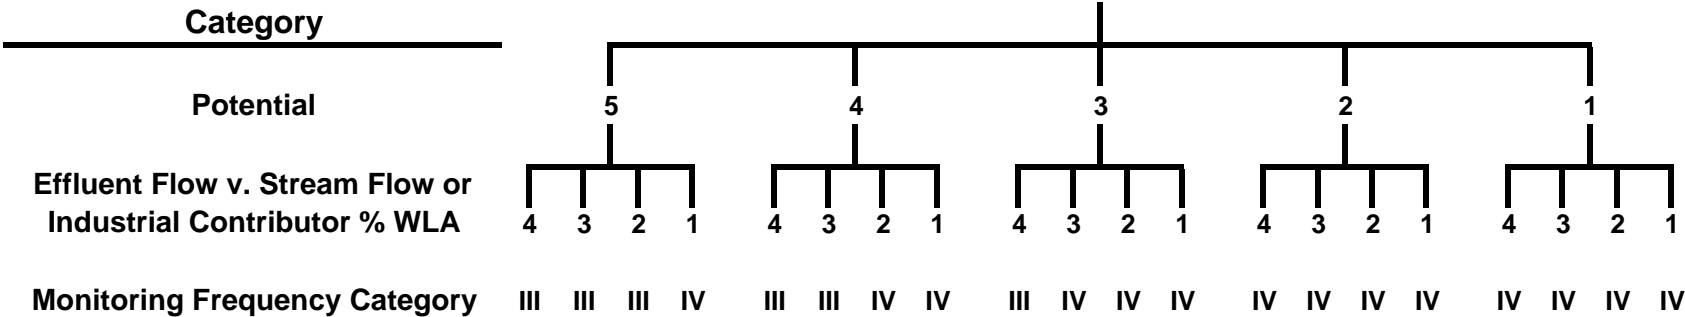 Category
Potential 5 4 3 2 1
Effluent Flow v. Stream Flow or
Industrial Contributor % WLA 4 3 2 1 4 3 2 1 4 3 2 1 4 3 2 1 4 3 2 1
Monitoring Frequency Category III III III IV III III IV IV III IV IV IV IV IV IV IV IV IV IV IV